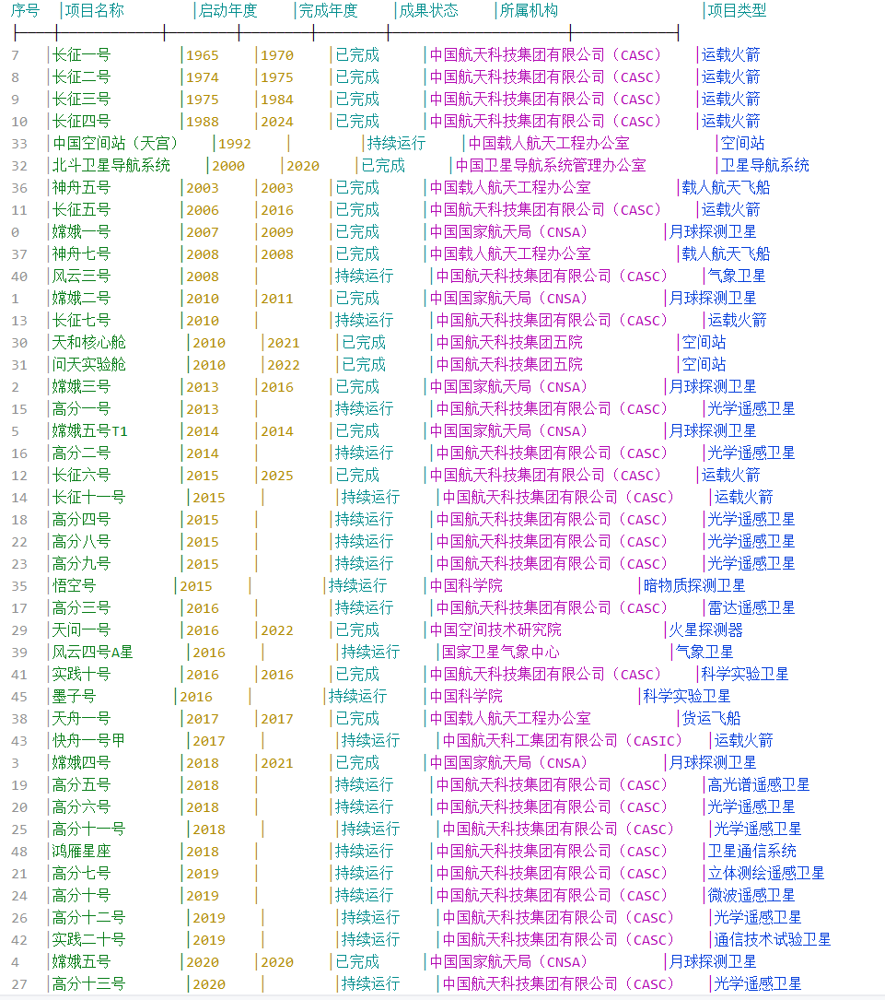 序号 |项目名称 |启动年度 |完成年度 |成果状态 |所属机构 |项目类型
7 |长征一号 |1965 |1970 |已完成 |中国航天科技集团有限公司（CASC） |运载火箭
8 |长征二号 |1974 |1975 |已完成 |中国航天科技集团有限公司（CASC） |运载火箭
9 |长征三号 |1975 |1984 |已完成 |中国航天科技集团有限公司（CASC） |运载火箭
10 |长征四号 |1988 |2024 |已完成 |中国航天科技集团有限公司（CASC） |运载火箭
33 |中国空间站（天宫） |1992 | |持续运行 |中国载人航天工程办公室 |空间站
32 |北斗卫星导航系统 |2000 |2020 |已完成 |中国卫星导航系统管理办公室 |卫星导航系统
36 |神舟五号 |2003 |2003 |已完成 |中国载人航天工程办公室 |载人航天飞船
11 |长征五号 |2006 |2016 |已完成 |中国航天科技集团有限公司（CASC） |运载火箭
0 |嫦娥一号 |2007 |2009 |已完成 |中国国家航天局（CNSA） |月球探测卫星
37 |神舟七号 |2008 |2008 |已完成 |中国载人航天工程办公室 |载人航天飞船
40 |风云三号 |2008 | |持续运行 |中国航天科技集团有限公司（CASC） |气象卫星
1 |嫦娥二号 |2010 |2011 |已完成 |中国国家航天局（CNSA） |月球探测卫星
13 |长征七号 |2010 | |持续运行 |中国航天科技集团有限公司（CASC） |运载火箭
30 |天和核心舱 |2010 |2021 |已完成 |中国航天科技集团五院 |空间站
31 |问天实验舱 |2010 |2022 |已完成 |中国航天科技集团五院 |空间站
2 |嫦娥三号 |2013 |2016 |已完成 |中国国家航天局（CNSA） |月球探测卫星
15 |高分一号 |2013 | |持续运行 |中国航天科技集团有限公司（CASC） |光学遥感卫星
5 |嫦娥五号T1 |2014 |2014 |已完成 |中国国家航天局（CNSA） |月球探测卫星
16 |高分二号 |2014 | |持续运行 |中国航天科技集团有限公司（CASC） |光学遥感卫星
12 |长征六号 |2015 |2025 |已完成 |中国航天科技集团有限公司（CASC） |运载火箭
14 |长征十一号 |2015 | |持续运行 |中国航天科技集团有限公司（CASC） |运载火箭
18 |高分四号 |2015 | |持续运行 |中国航天科技集团有限公司（CASC） |光学遥感卫星
22 |高分八号 |2015 | |持续运行 |中国航天科技集团有限公司（CASC） |光学遥感卫星
23 |高分九号 |2015 | |持续运行 |中国航天科技集团有限公司（CASC） |光学遥感卫星
35 |悟空号 |2015 | |持续运行 |中国科学院 |暗物质探测卫星
17 |高分三号 |2016 | |持续运行 |中国航天科技集团有限公司（CASC） |雷达遥感卫星
29 |天问一号 |2016 |2022 |已完成 |中国空间技术研究院 |火星探测器
39 |风云四号A星 |2016 | |持续运行 |国家卫星气象中心 |气象卫星
41 |实践十号 |2016 |2016 |已完成 |中国航天科技集团有限公司（CASC） |科学实验卫星
45 |墨子号 |2016 | |持续运行 |中国科学院 |科学实验卫星
38 |天舟一号 |2017 |2017 |已完成 |中国载人航天工程办公室 |货运飞船
43 |快舟一号甲 |2017 | |持续运行 |中国航天科工集团有限公司（CASIC） |运载火箭
3 |嫦娥四号 |2018 |2021 |已完成 |中国国家航天局（CNSA） |月球探测卫星
19 |高分五号 |2018 | |持续运行 |中国航天科技集团有限公司（CASC） |高光谱遥感卫星
20 |高分六号 |2018 | |持续运行 |中国航天科技集团有限公司（CASC） |光学遥感卫星
25 |高分十一号 |2018 | |持续运行 |中国航天科技集团有限公司（CASC） |光学遥感卫星
48 |鸿雁星座 |2018 | |持续运行 |中国航天科技集团有限公司（CASC） |卫星通信系统
21 |高分七号 |2019 | |持续运行 |中国航天科技集团有限公司（CASC） |立体测绘遥感卫星
24 |高分十号 |2019 | |持续运行 |中国航天科技集团有限公司（CASC） |微波遥感卫星
26 |高分十二号 |2019 | |持续运行 |中国航天科技集团有限公司（CASC） |光学遥感卫星
42 |实践二十号 |2019 | |持续运行 |中国航天科技集团有限公司（CASC） |通信技术试验卫星
4 |嫦娥五号 |2020 |2020 |已完成 |中国国家航天局（CNSA） |月球探测卫星
27 |高分十三号 |2020 | |持续运行 |中国航天科技集团有限公司（CASC） |光学遥感卫星